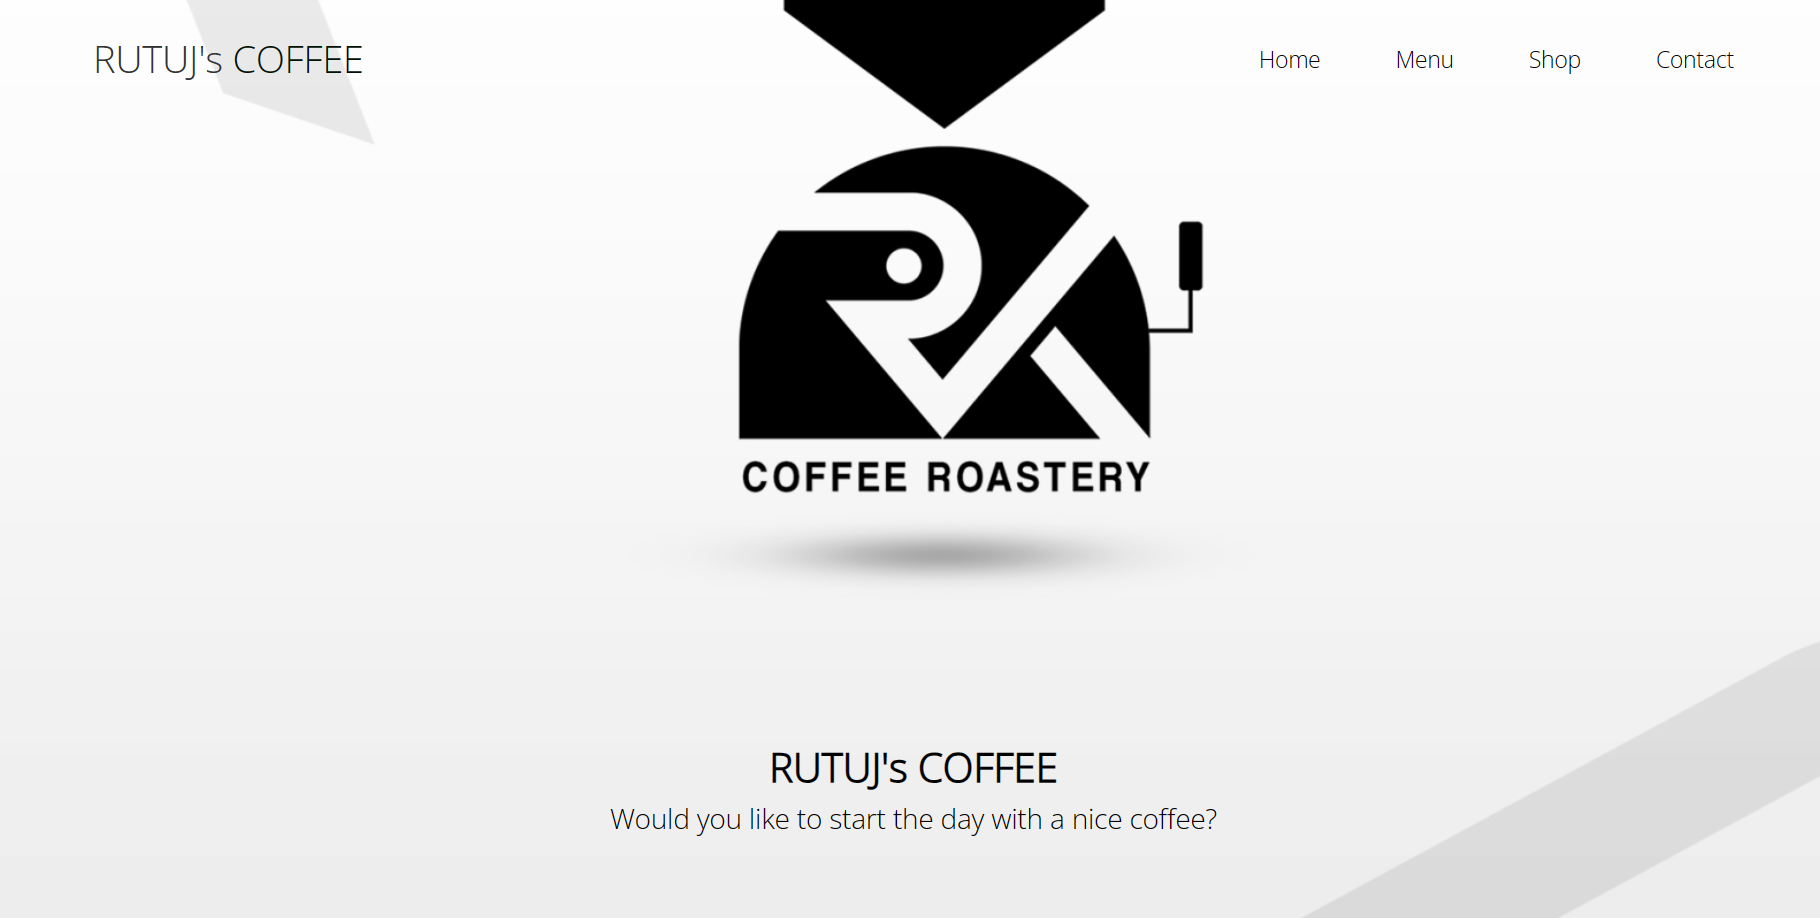 RUTUJ's COFFEE
Home
Menu
Shop
Contact
RA
COFFEE ROASTERY
RUTUJ's COFFEE
Would you like to start the day with a nice coffee?